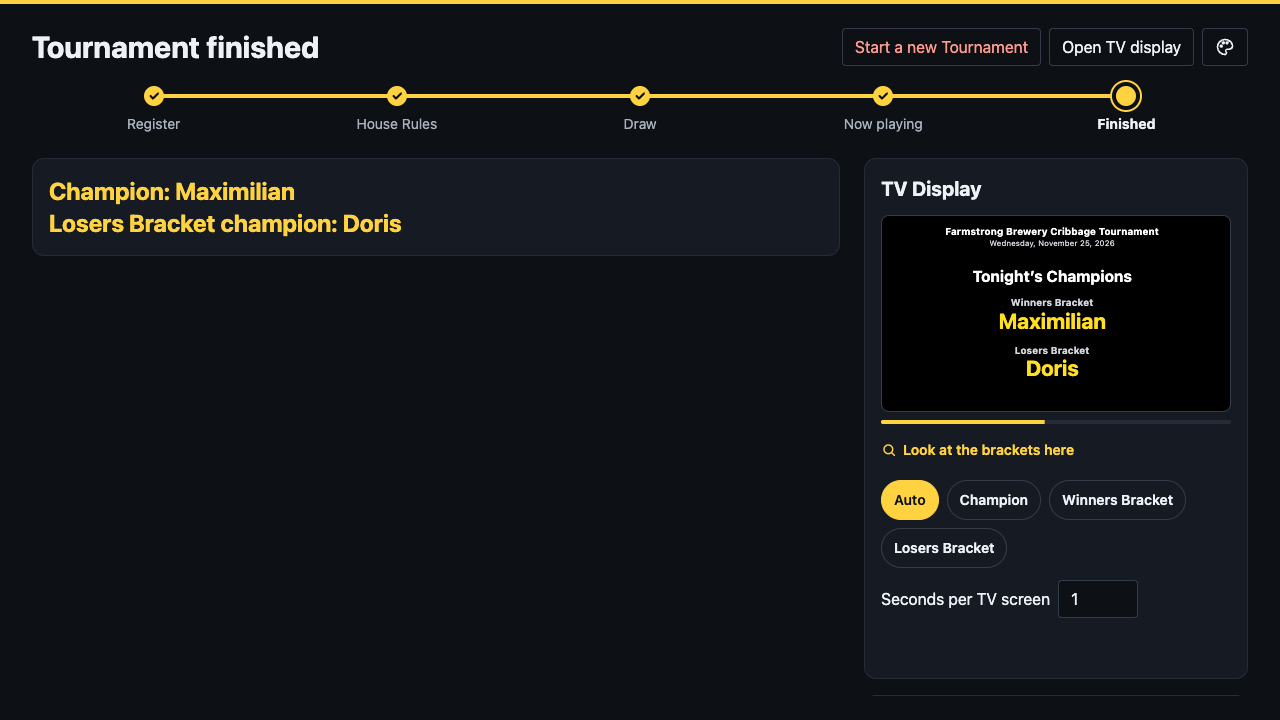 Tournament finished
Start a new Tournament
Open TV display
Register
House Rules
Draw
Now playing
Finished
Champion: Maximilian
Losers Bracket champion: Doris
TV Display
Farmstrong Brewery Cribbage Tournament
Wednesday, November 25, 2026
Tonight’s Champions
Winners Bracket
Maximilian
Losers Bracket
Doris
Look at the brackets here
Auto
Champion
Winners Bracket
Losers Bracket
Seconds per TV screen 1